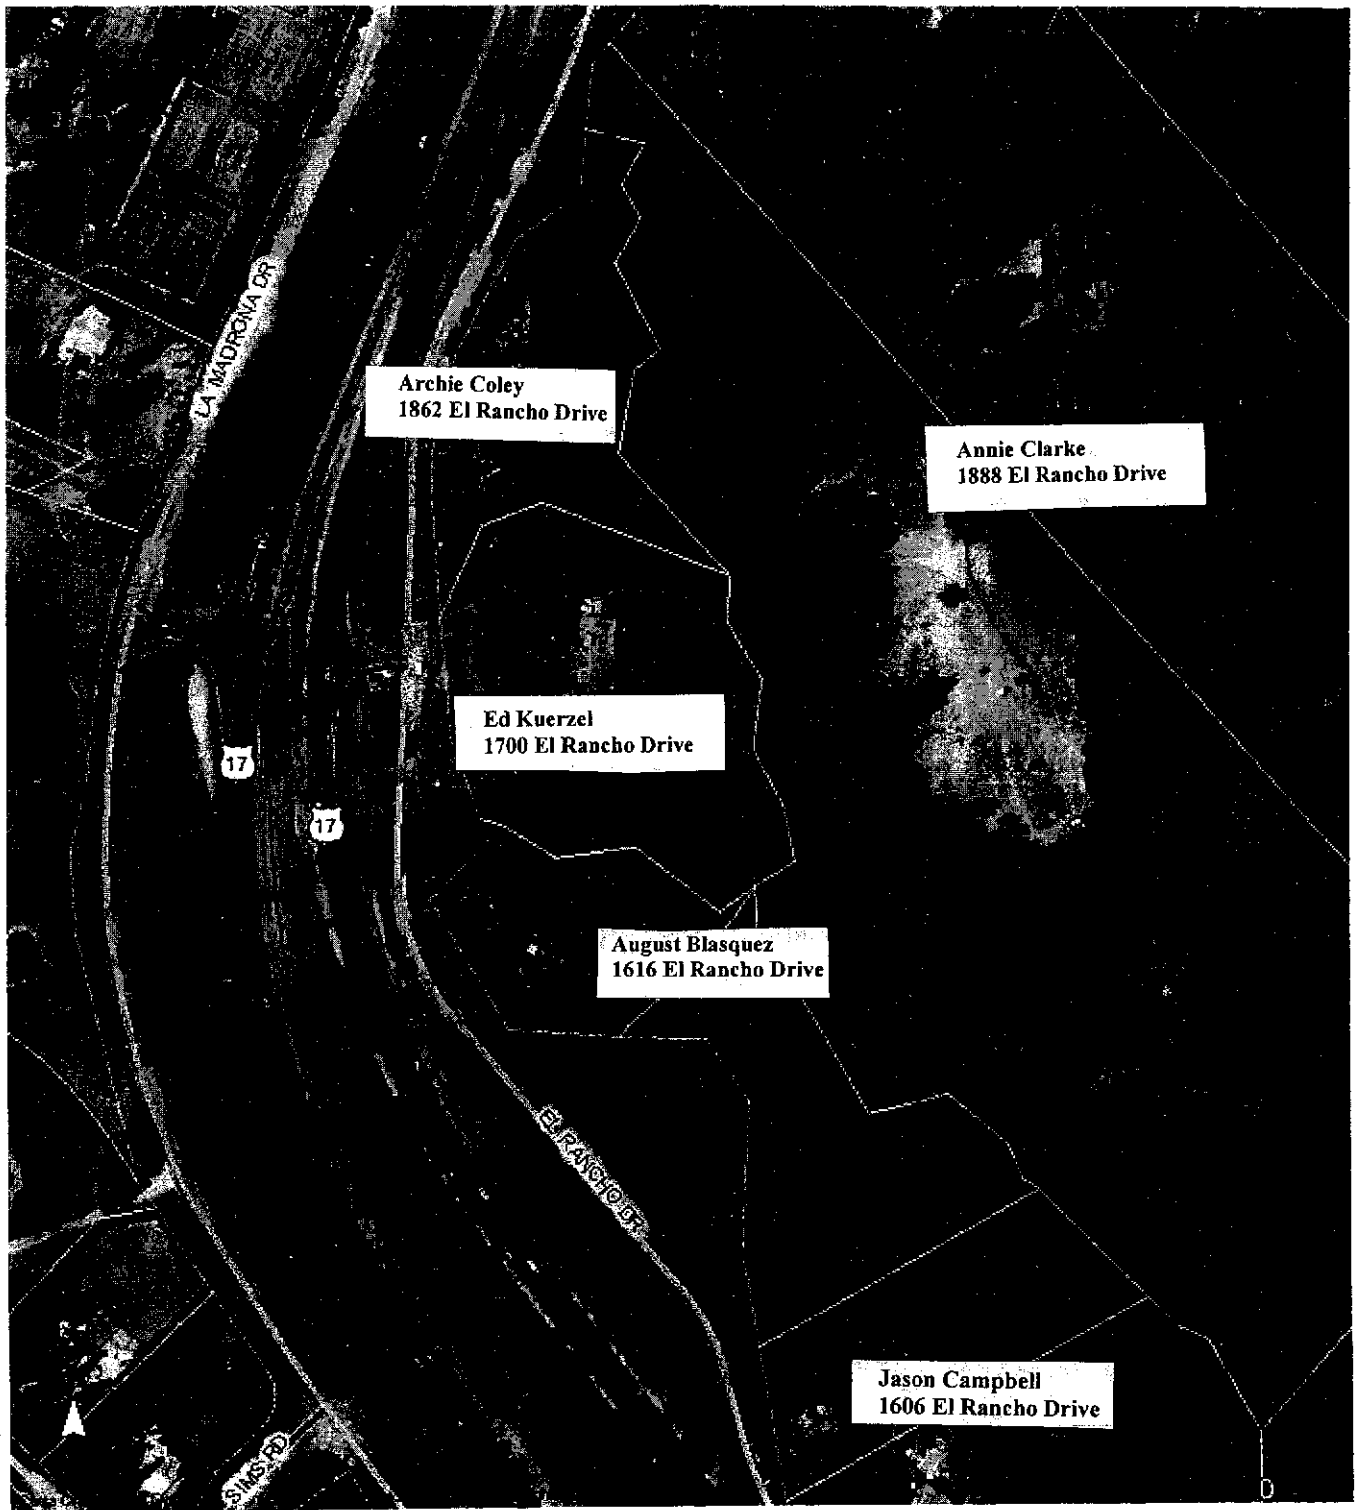 LA MADRONA DR
Archie Coley
1862 El Rancho Drive
Annie Clarke
1888 El Rancho Drive
Ed Kuerzel
1700 El Rancho Drive
17
17
August Blasquez
1616 El Rancho Drive
EL RANCHO DR
Jason Campbell
1606 El Rancho Drive
SIMS RD
D